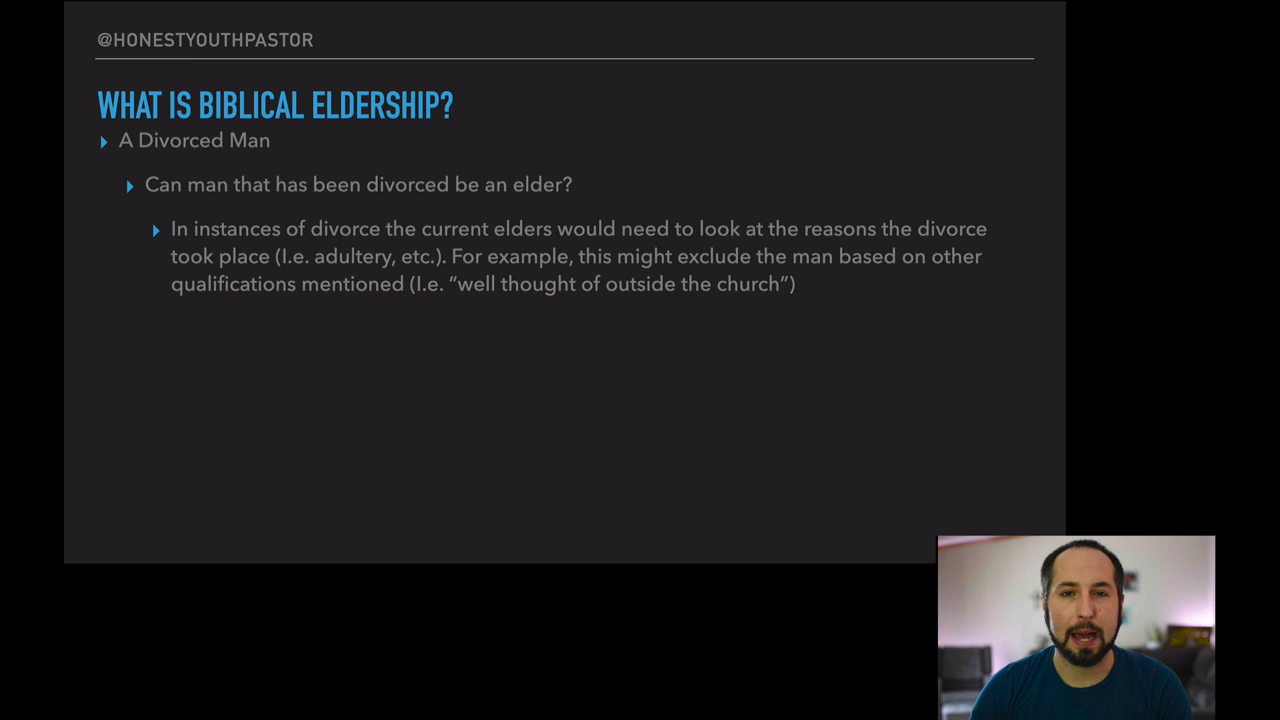 @HONESTYOUTHPASTOR
WHAT IS BIBLICAL ELDERSHIP?
A Divorced Man
Can man that has been divorced be an elder?
In instances of divorce the current elders would need to look at the reasons the divorce
took place (I.e. adultery, etc.). For example, this might exclude the man based on other
qualifications mentioned (I.e. “well thought of outside the church”)